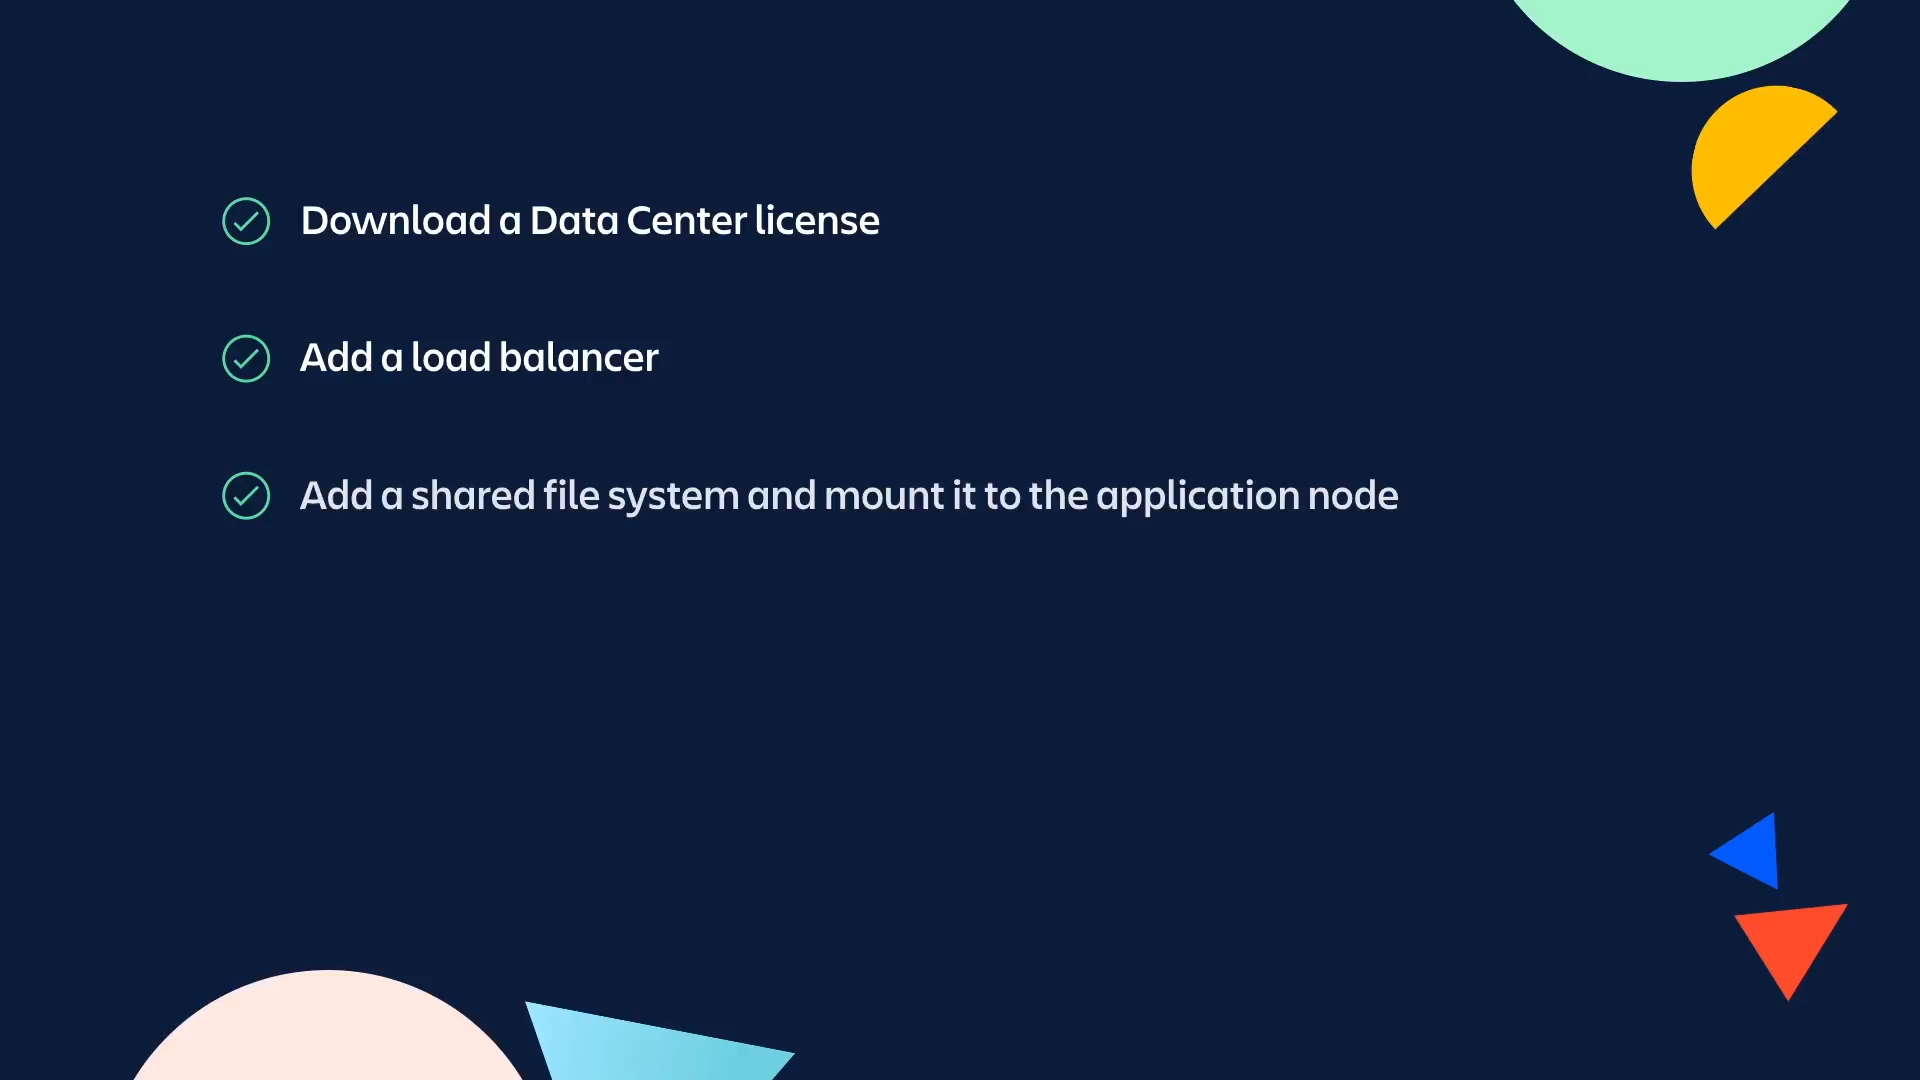 Download a Data Center license
Add a load balancer
Add a shared file system and mount it to the application node